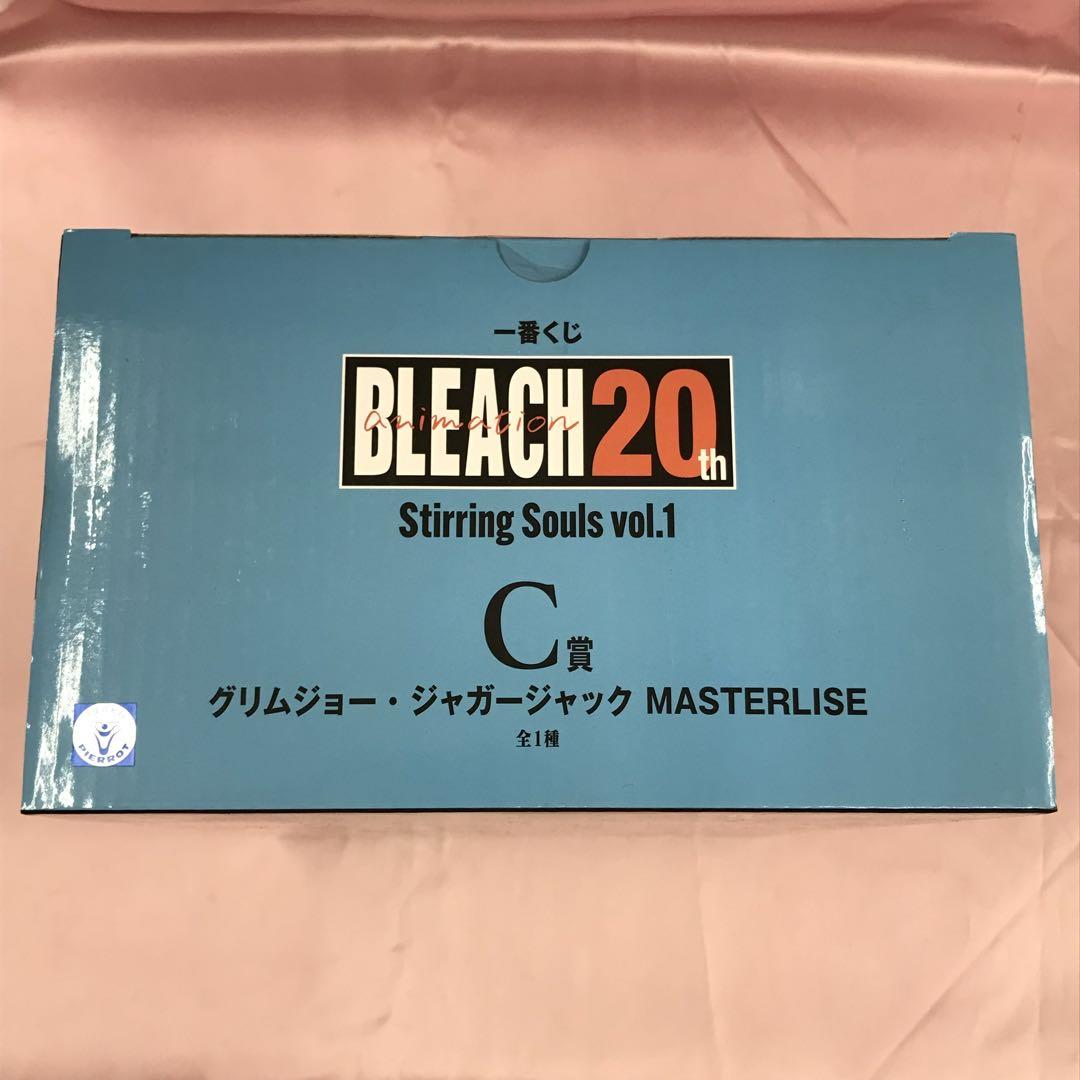 一番くじ
BLEACH 20th
animation
Stirring Souls vol.1
C賞
グリムジョー・ジャガージャック MASTERLISE
全1種
PIERROT